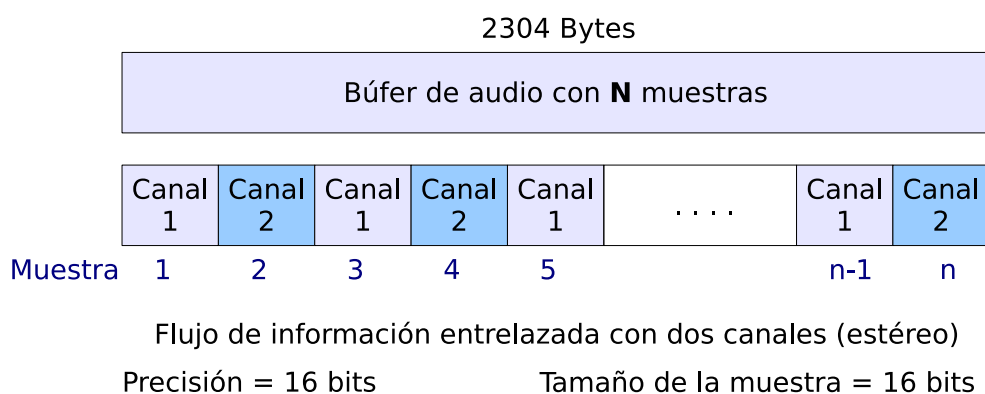 2304 Bytes
Búfer de audio con N muestras
Canal 1 Canal 2 Canal 1 Canal 2 Canal 1 . . . . Canal 1 Canal 2
Muestra 1 2 3 4 5 n-1 n
Flujo de información entrelazada con dos canales (estéreo)
Precisión = 16 bits Tamaño de la muestra = 16 bits